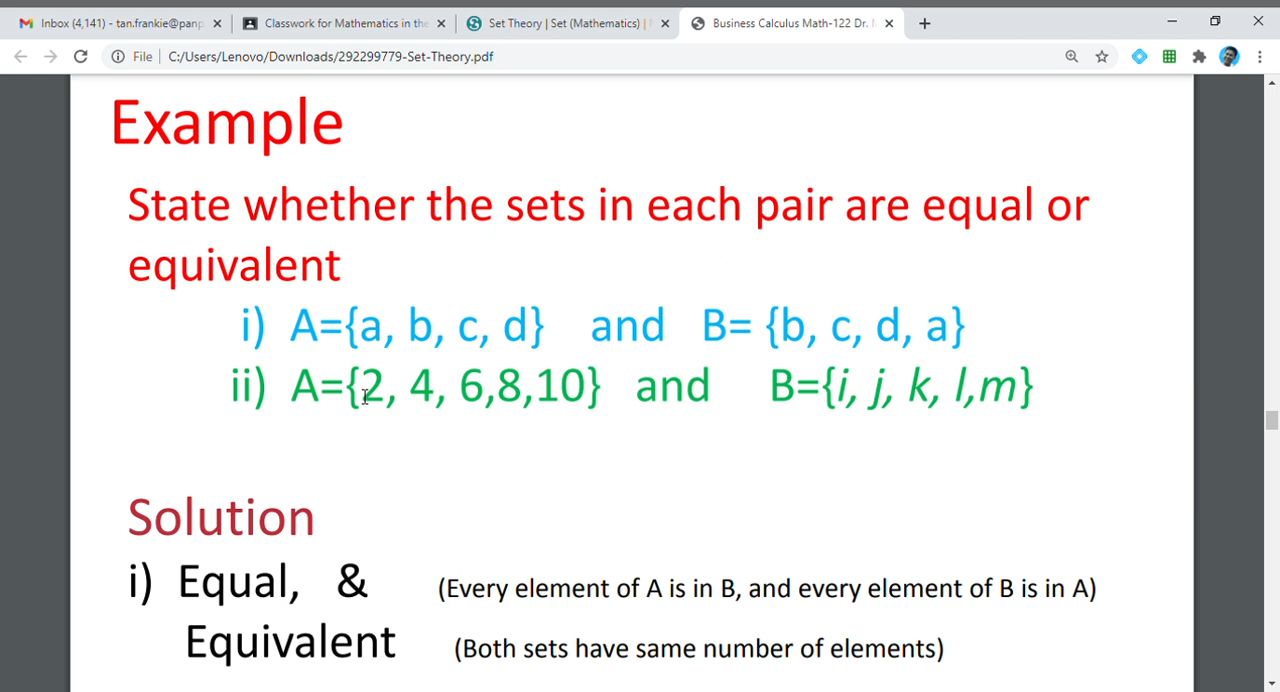 Inbox (4,141) - tan.frankie@panp
Classwork for Mathematics in the
Set Theory | Set (Mathematics) |
Business Calculus Math-122 Dr.
File | C:/Users/Lenovo/Downloads/292299779-Set-Theory.pdf
Example
State whether the sets in each pair are equal or
equivalent
i) A={a, b, c, d} and B= {b, c, d, a}
ii) A={2, 4, 6,8,10} and B={i, j, k, l,m}
Solution
i) Equal, & (Every element of A is in B, and every element of B is in A)
Equivalent (Both sets have same number of elements)